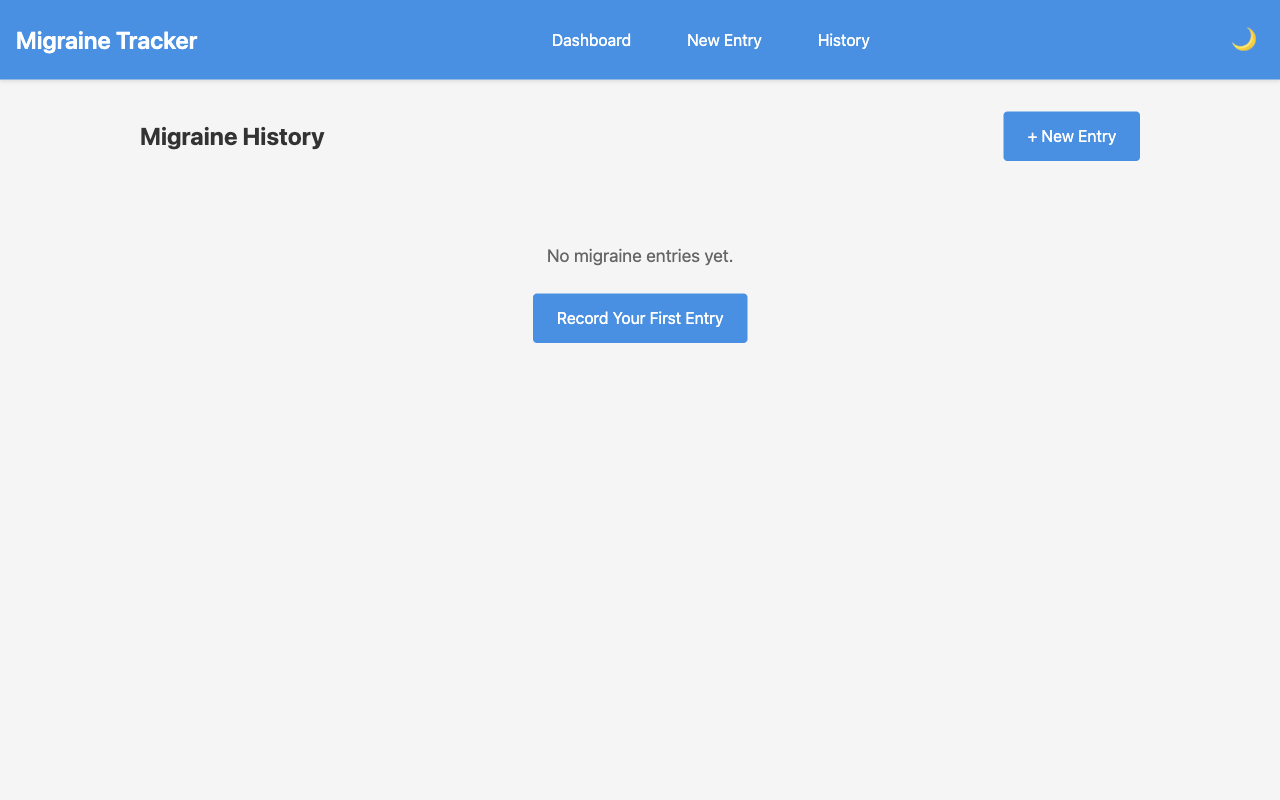 Migraine Tracker
Dashboard
New Entry
History
Migraine History
+ New Entry
No migraine entries yet.
Record Your First Entry